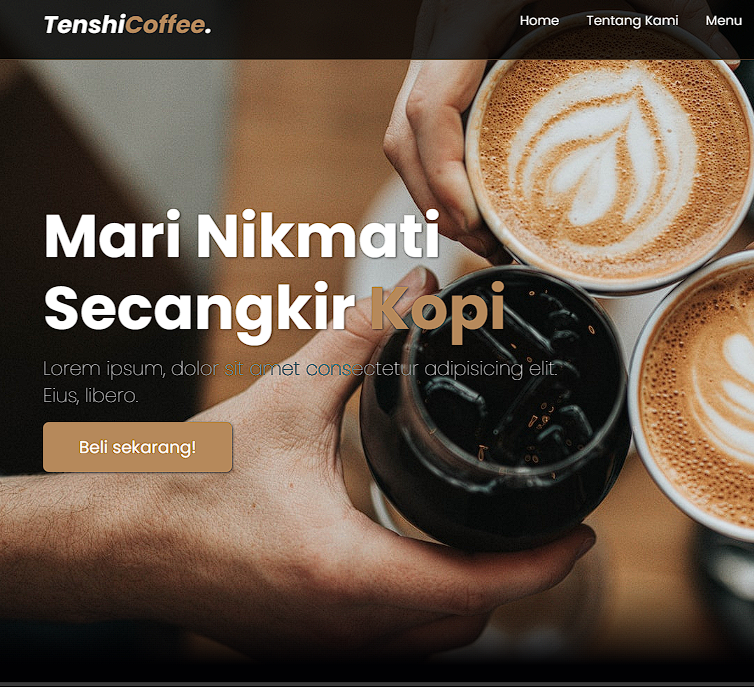 TenshiCoffee.
Home Tentang Kami Menu
Mari Nikmati
Secangkir Kopi
Lorem ipsum, dolor sit amet consectetur adipisicing elit.
Eius, libero.
Beli sekarang!